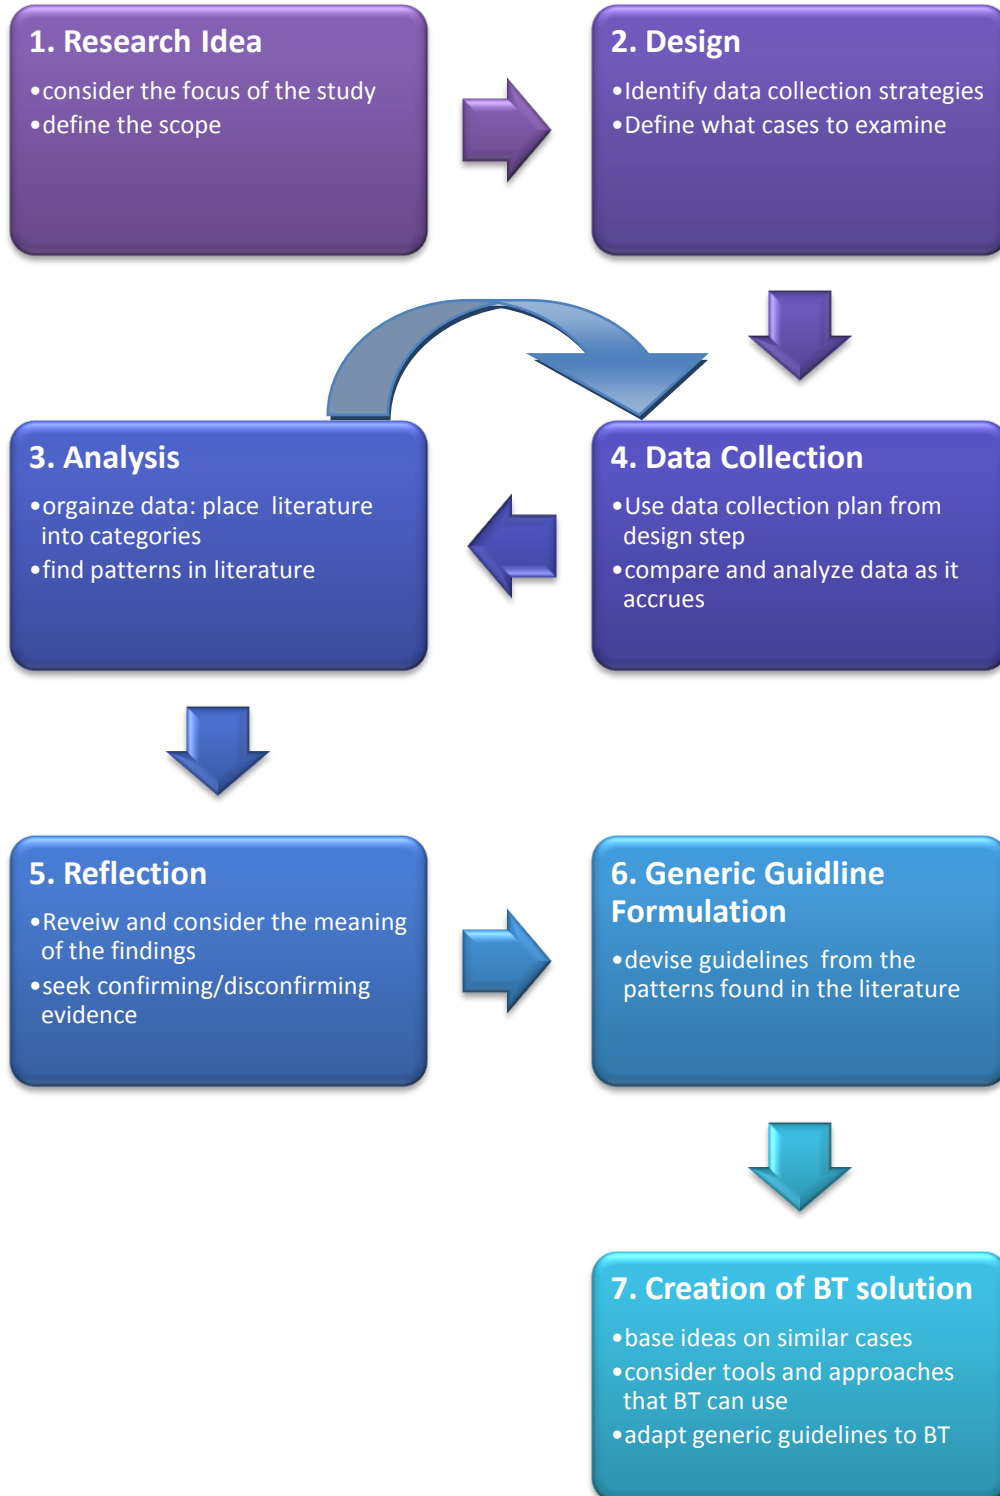 1. Research Idea
•consider the focus of the study
•define the scope
2. Design
•Identify data collection strategies
•Define what cases to examine
3. Analysis
•orgainze data: place literature
into categories
•find patterns in literature
4. Data Collection
•Use data collection plan from
design step
•compare and analyze data as it
accrues
5. Reflection
•Reveiw and consider the meaning
of the findings
•seek confirming/disconfirming
evidence
6. Generic Guidline
Formulation
•devise guidelines from the
patterns found in the literature
7. Creation of BT solution
•base ideas on similar cases
•consider tools and approaches
that BT can use
•adapt generic guidelines to BT